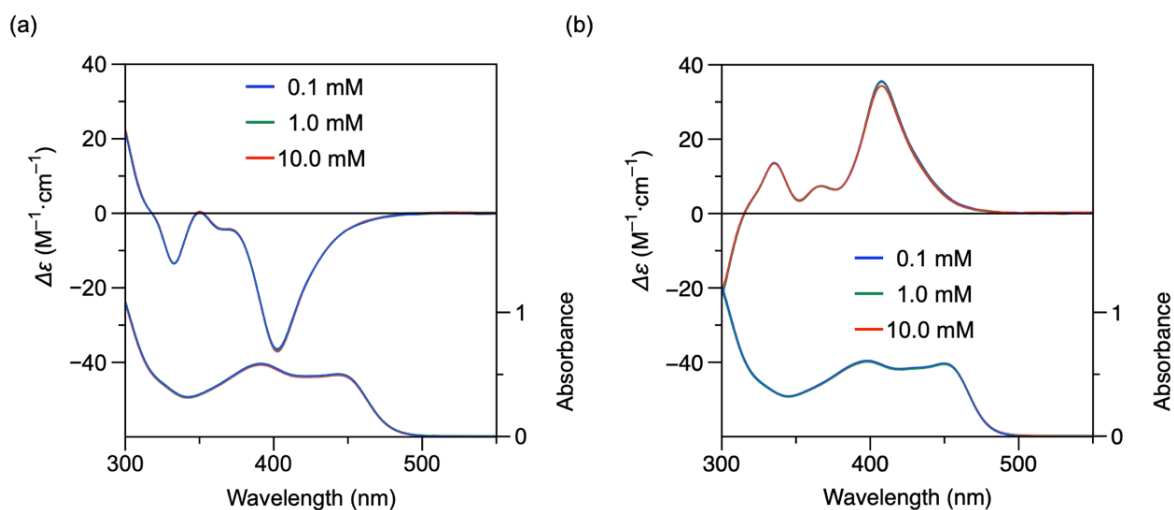 (a)
40
20
0
−20
−40
Δε (M⁻¹·cm⁻¹)
0.1 mM
1.0 mM
10.0 mM
1
0
Absorbance
300
400
500
Wavelength (nm)
(b)
40
20
0
−20
−40
Δε (M⁻¹·cm⁻¹)
0.1 mM
1.0 mM
10.0 mM
1
0
Absorbance
300
400
500
Wavelength (nm)